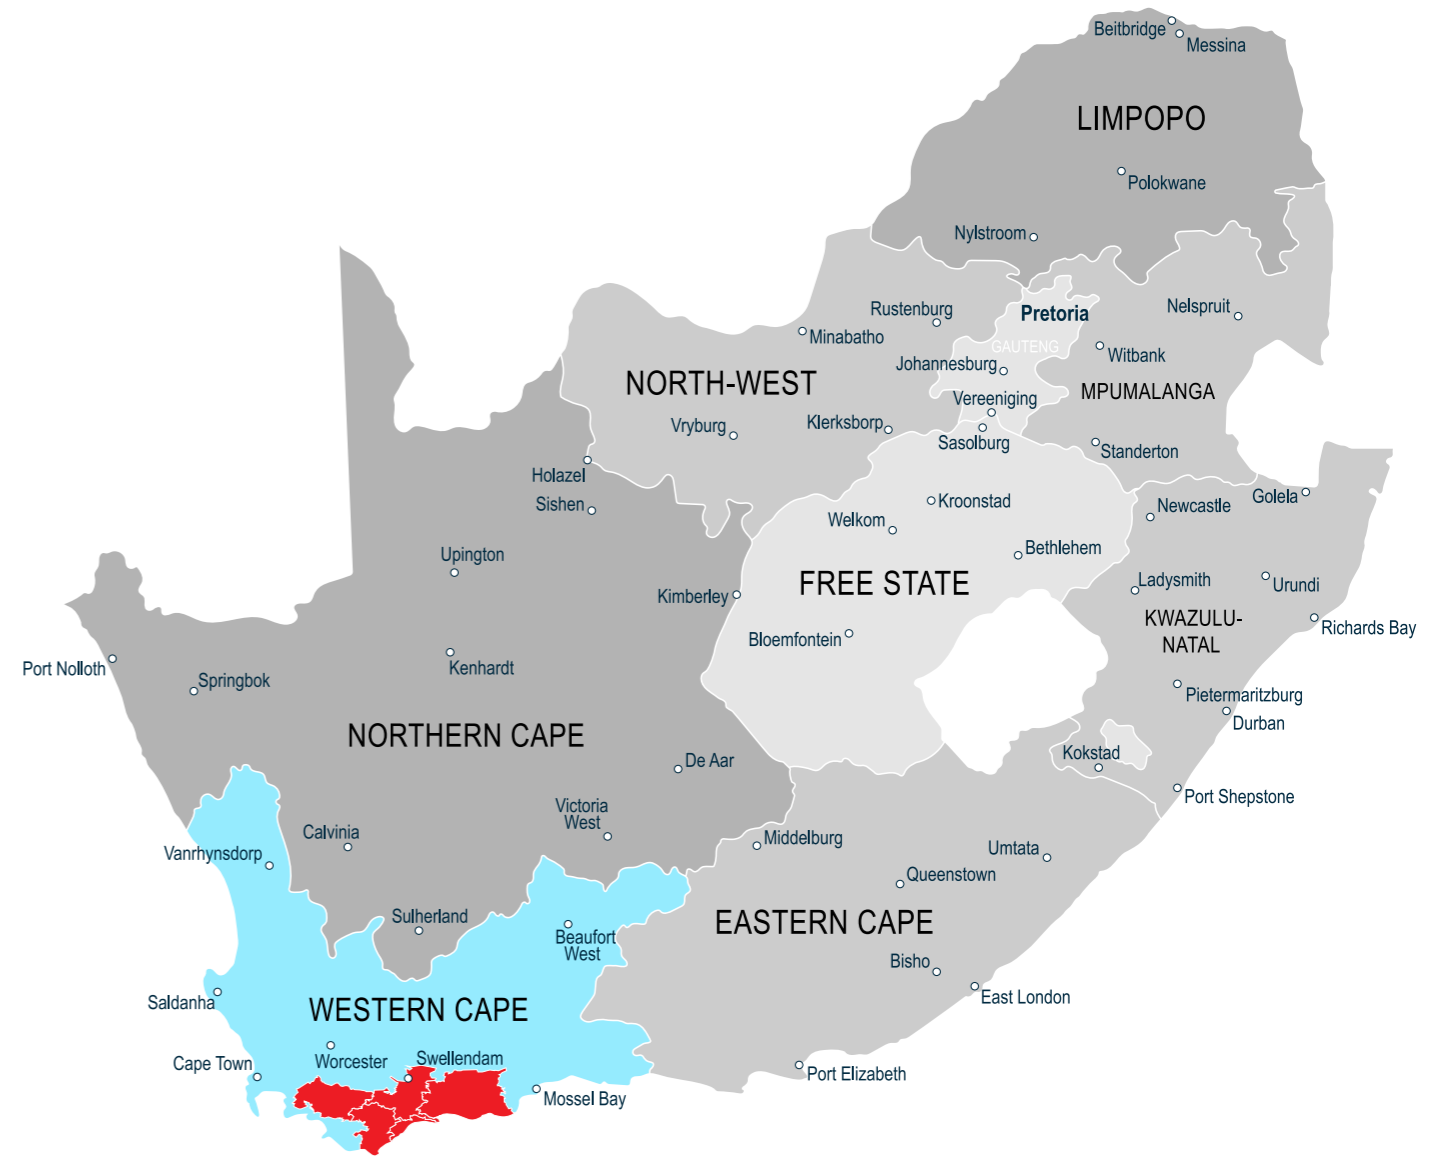 Beitbridge
Messina
LIMPOPO
Polokwane
Nylstroom
Nelspruit
Rustenburg
Pretoria
Minabatho
GAUTENG
Witbank
Johannesburg
NORTH-WEST
MPUMALANGA
Vereeniging
Vryburg
Klerksborp
Sasolburg
Standerton
Holazel
Sishen
Golela
Newcastle
Kroonstad
Welkom
Bethlehem
Upington
FREE STATE
Ladysmith
Urundi
Kimberley
KWAZULU-
NATAL
Richards Bay
Bloemfontein
Port Nolloth
Springbok
Kenhardt
Pietermaritzburg
Durban
NORTHERN CAPE
Kokstad
De Aar
Port Shepstone
Victoria
West
Calvinia
Middelburg
Vanrhynsdorp
Umtata
Queenstown
Sulherland
EASTERN CAPE
Beaufort
West
Bisho
East London
Saldanha
WESTERN CAPE
Cape Town
Worcester
Swellendam
Port Elizabeth
Mossel Bay